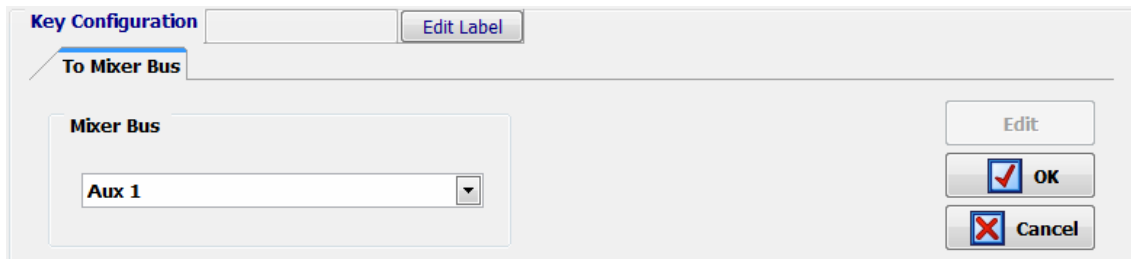 Key Configuration
Edit Label
To Mixer Bus
Mixer Bus
Edit
Aux 1
OK
Cancel